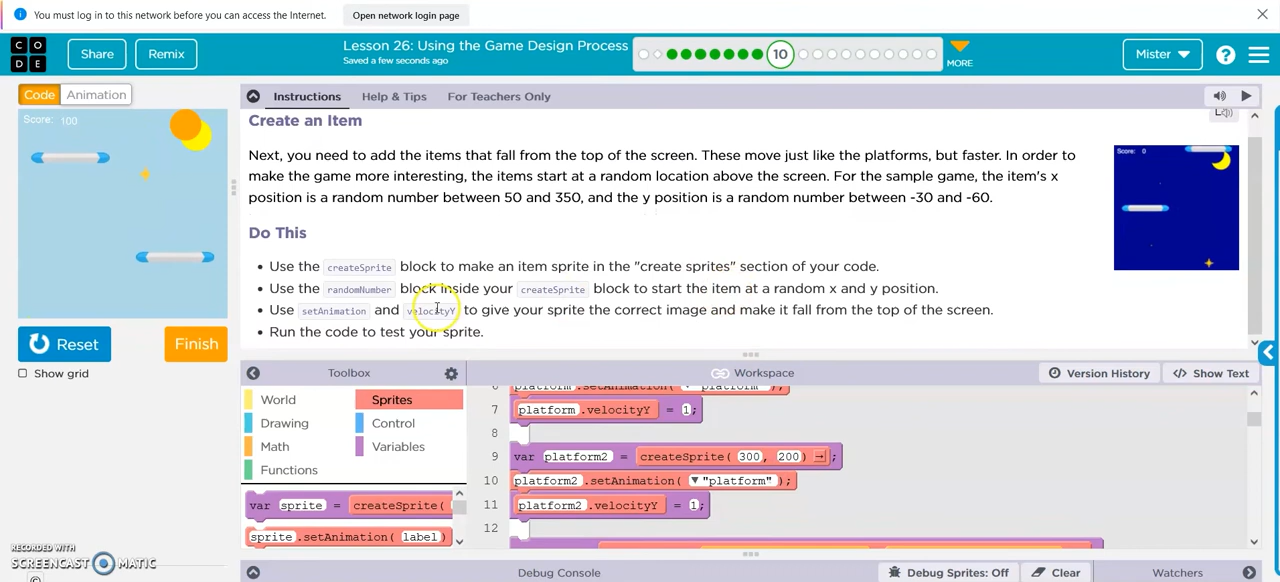 You must log in to this network before you can access the Internet.
Open network login page
CO
DE
Share
Remix
Lesson 26: Using the Game Design Process
Saved a few seconds ago
10
MORE
Mister
?
Code
Animation
Instructions
Help & Tips
For Teachers Only
Score: 100
Create an Item
Next, you need to add the items that fall from the top of the screen. These move just like the platforms, but faster. In order to
make the game more interesting, the items start at a random location above the screen. For the sample game, the item's x
position is a random number between 50 and 350, and the y position is a random number between -30 and -60.
Score: 0
Do This
Use the createSprite block to make an item sprite in the "create sprites" section of your code.
Use the randomNumber block inside your createSprite block to start the item at a random x and y position.
Use setAnimation and velocityY to give your sprite the correct image and make it fall from the top of the screen.
Run the code to test your sprite.
Reset
Finish
Show grid
Toolbox
Workspace
Version History
</> Show Text
World
Sprites
Drawing
Control
Math
Variables
Functions
var sprite = createSprite(
sprite.setAnimation( label)
platform.setAnimation( ▼ "platform" );
7 platform.velocityY = 1;
8
9 var platform2 = createSprite( 300, 200) → ;
10 platform2.setAnimation( ▼ "platform" );
11 platform2.velocityY = 1;
12
RECORDED WITH
SCREENCAST MATIC
Debug Console
Debug Sprites: Off
Clear
Watchers